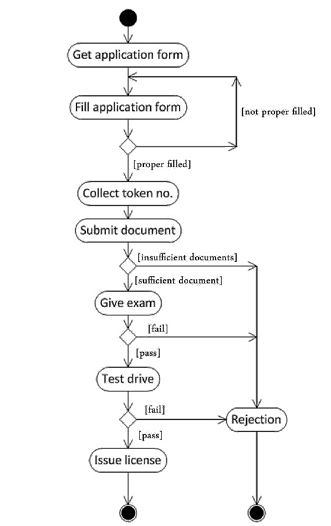 Get application form
Fill application form
[not proper filled]
[proper filled]
Collect token no.
Submit document
[insufficient documents]
[sufficient document]
Give exam
[fail]
[pass]
Test drive
[fail]
Rejection
[pass]
Issue license